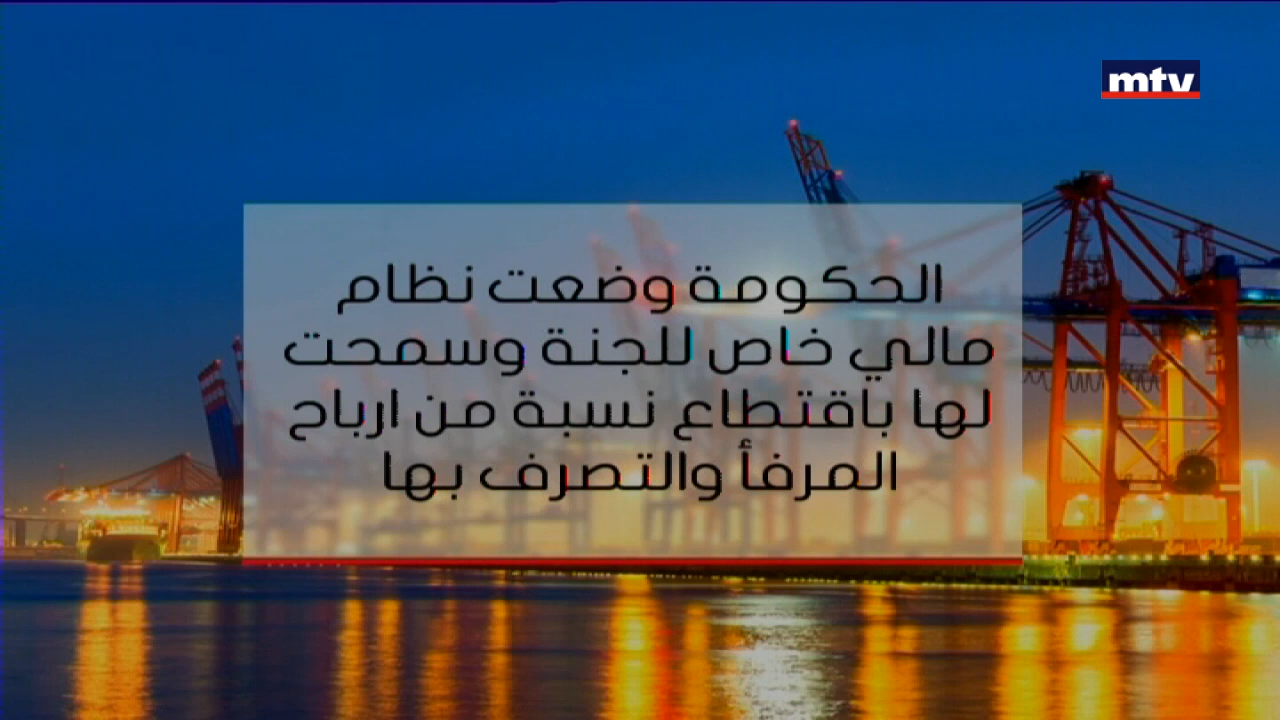 mtv
الحكومة وضعت نظام
مالي خاص للجنة وسمحت
لها باقتطاع نسبة من ارباح
المرفأ والتصرف بها